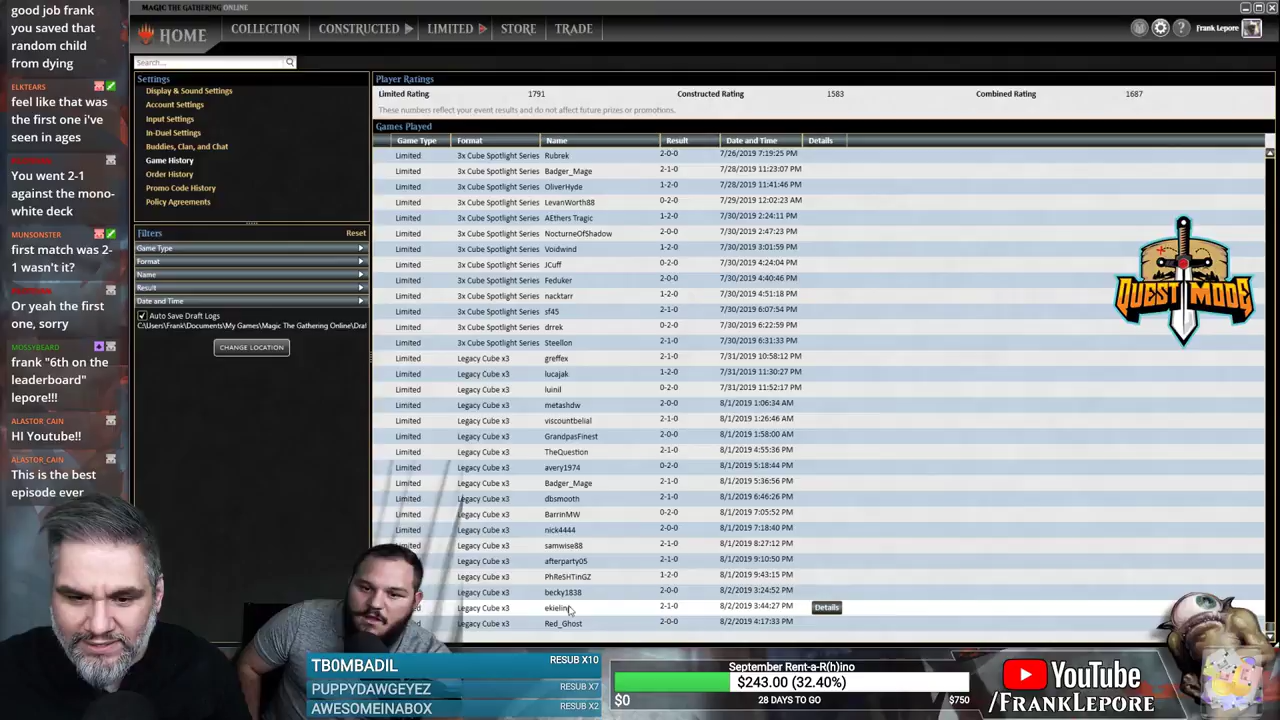 good job frank
you saved that
random child
from dying
ELKTEARS
feel like that was
the first one i've
seen in ages
You went 2-1
against the mono-
white deck
MUNSONSTER
first match was 2-
1 wasn't it?
Or yeah the first
one, sorry
MOSSYBEARD
frank "6th on the
leaderboard"
lepore!!!
ALASTOR_CAIN
HI Youtube!!
ALASTOR_CAIN
This is the best
episode ever
MAGIC THE GATHERING ONLINE
HOME
COLLECTION
CONSTRUCTED
LIMITED
STORE
TRADE
Frank Lepore
Search...
Settings
Display & Sound Settings
Account Settings
Input Settings
In-Duel Settings
Buddies, Clan, and Chat
Game History
Order History
Promo Code History
Policy Agreements
Filters
Reset
Game Type
Format
Name
Result
Date and Time
Auto Save Draft Logs
C:\Users\Frank\Documents\My Games\Magic The Gathering Online\Dra
CHANGE LOCATION
Player Ratings
Limited Rating 1791 Constructed Rating 1583 Combined Rating 1687
These numbers reflect your event results and do not affect future prizes or promotions.
Games Played
Game Type Format Name Result Date and Time Details
Limited 3x Cube Spotlight Series Rubrek 2-0-0 7/26/2019 7:19:25 PM
Limited 3x Cube Spotlight Series Badger_Mage 2-1-0 7/28/2019 11:23:07 PM
Limited 3x Cube Spotlight Series OliverHyde 1-2-0 7/28/2019 11:41:46 PM
Limited 3x Cube Spotlight Series LevanWorth88 0-2-0 7/29/2019 12:02:23 AM
Limited 3x Cube Spotlight Series AEthers Tragic 1-2-0 7/30/2019 2:24:11 PM
Limited 3x Cube Spotlight Series NocturneOfShadow 2-1-0 7/30/2019 2:47:23 PM
Limited 3x Cube Spotlight Series Voidwind 1-2-0 7/30/2019 3:01:59 PM
Limited 3x Cube Spotlight Series JCuff 0-2-0 7/30/2019 4:24:04 PM
Limited 3x Cube Spotlight Series Feduker 2-0-0 7/30/2019 4:40:46 PM
Limited 3x Cube Spotlight Series nacktarr 1-2-0 7/30/2019 4:51:18 PM
Limited 3x Cube Spotlight Series sf45 2-1-0 7/30/2019 6:07:54 PM
Limited 3x Cube Spotlight Series drrek 0-2-0 7/30/2019 6:22:59 PM
Limited 3x Cube Spotlight Series Steellon 2-0-0 7/30/2019 6:31:33 PM
Limited Legacy Cube x3 greffex 2-1-0 7/31/2019 10:58:12 PM
Limited Legacy Cube x3 lucajak 1-2-0 7/31/2019 11:30:27 PM
Limited Legacy Cube x3 luinil 0-2-0 7/31/2019 11:52:17 PM
Limited Legacy Cube x3 metashdw 2-0-0 8/1/2019 1:06:34 AM
Limited Legacy Cube x3 viscountbelial 2-1-0 8/1/2019 1:26:46 AM
Limited Legacy Cube x3 GrandpasFinest 2-0-0 8/1/2019 1:58:00 AM
Limited Legacy Cube x3 TheQuestion 2-1-0 8/1/2019 4:55:36 PM
Limited Legacy Cube x3 avery1974 0-2-0 8/1/2019 5:18:44 PM
Limited Legacy Cube x3 Badger_Mage 2-1-0 8/1/2019 5:36:56 PM
Limited Legacy Cube x3 dbsmooth 2-1-0 8/1/2019 6:46:26 PM
Limited Legacy Cube x3 BarrinMW 0-2-0 8/1/2019 7:05:52 PM
Limited Legacy Cube x3 nick4444 2-0-0 8/1/2019 7:18:40 PM
Limited Legacy Cube x3 samwise88 2-1-0 8/1/2019 8:27:12 PM
Limited Legacy Cube x3 afterparty05 2-1-0 8/1/2019 9:10:50 PM
Legacy Cube x3 PhReSHTinGZ 1-2-0 8/1/2019 9:43:15 PM
Legacy Cube x3 becky1838 2-0-0 8/2/2019 3:24:52 PM
Legacy Cube x3 2-1-0 8/2/2019 3:44:27 PM Details
Legacy Cube x3 Red_Ghost 2-0-0 8/2/2019 4:17:33 PM
QUEST MODE
TB0MBADIL RESUB X10
PUPPYDAWGEYEZ RESUB X7
AWESOMEINABOX RESUB X2
September Rent-a-R(h)ino
$243.00 (32.40%)
$0 28 DAYS TO GO $750
YouTube
/FRANKLEPORE